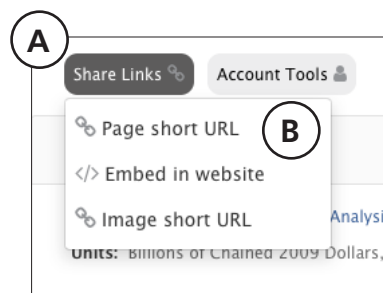 A
Share Links Account Tools
Page short URL B
Embed in website
Image short URL
Analysi
Units: Billions of Chained 2009 Dollars,